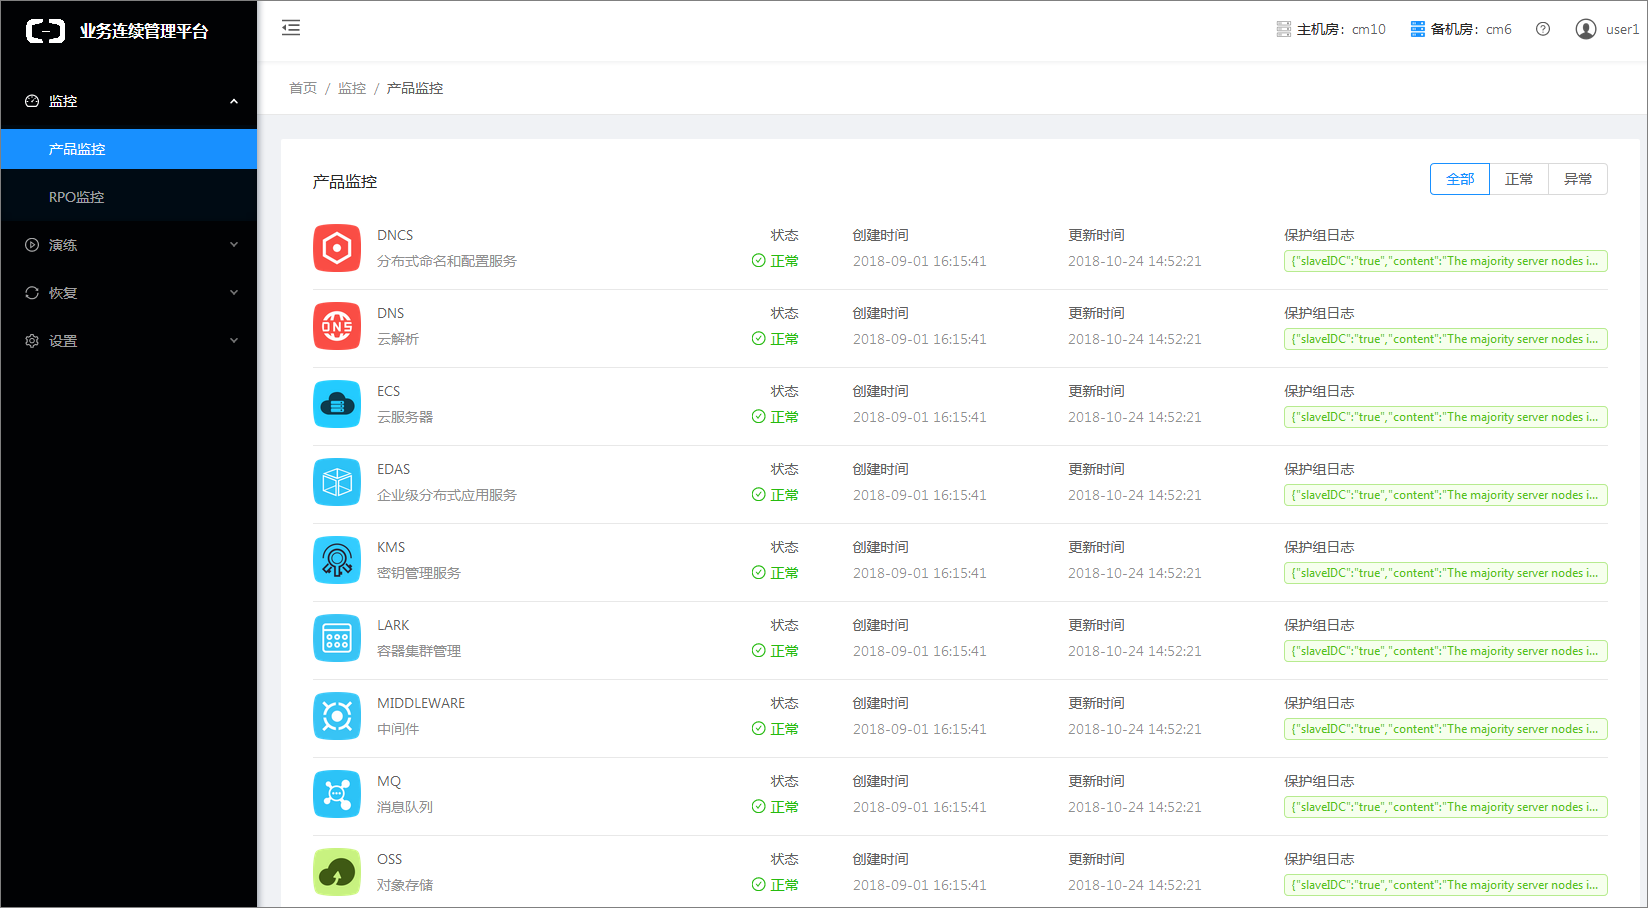 业务连续管理平台
主机房：cm10 备机房：cm6 user1
监控
产品监控
RPO监控
演练
恢复
设置
首页 / 监控 / 产品监控
产品监控
全部 正常 异常
DNCS 状态 创建时间 更新时间 保护组日志
分布式命名和配置服务 正常 2018-09-01 16:15:41 2018-10-24 14:52:21 {"slaveIDC":"true","content":"The majority server nodes i...
DNS 状态 创建时间 更新时间 保护组日志
云解析 正常 2018-09-01 16:15:41 2018-10-24 14:52:21 {"slaveIDC":"true","content":"The majority server nodes i...
ECS 状态 创建时间 更新时间 保护组日志
云服务器 正常 2018-09-01 16:15:41 2018-10-24 14:52:21 {"slaveIDC":"true","content":"The majority server nodes i...
EDAS 状态 创建时间 更新时间 保护组日志
企业级分布式应用服务 正常 2018-09-01 16:15:41 2018-10-24 14:52:21 {"slaveIDC":"true","content":"The majority server nodes i...
KMS 状态 创建时间 更新时间 保护组日志
密钥管理服务 正常 2018-09-01 16:15:41 2018-10-24 14:52:21 {"slaveIDC":"true","content":"The majority server nodes i...
LARK 状态 创建时间 更新时间 保护组日志
容器集群管理 正常 2018-09-01 16:15:41 2018-10-24 14:52:21 {"slaveIDC":"true","content":"The majority server nodes i...
MIDDLEWARE 状态 创建时间 更新时间 保护组日志
中间件 正常 2018-09-01 16:15:41 2018-10-24 14:52:21 {"slaveIDC":"true","content":"The majority server nodes i...
MQ 状态 创建时间 更新时间 保护组日志
消息队列 正常 2018-09-01 16:15:41 2018-10-24 14:52:21 {"slaveIDC":"true","content":"The majority server nodes i...
OSS 状态 创建时间 更新时间 保护组日志
对象存储 正常 2018-09-01 16:15:41 2018-10-24 14:52:21 {"slaveIDC":"true","content":"The majority server nodes i...
DNS